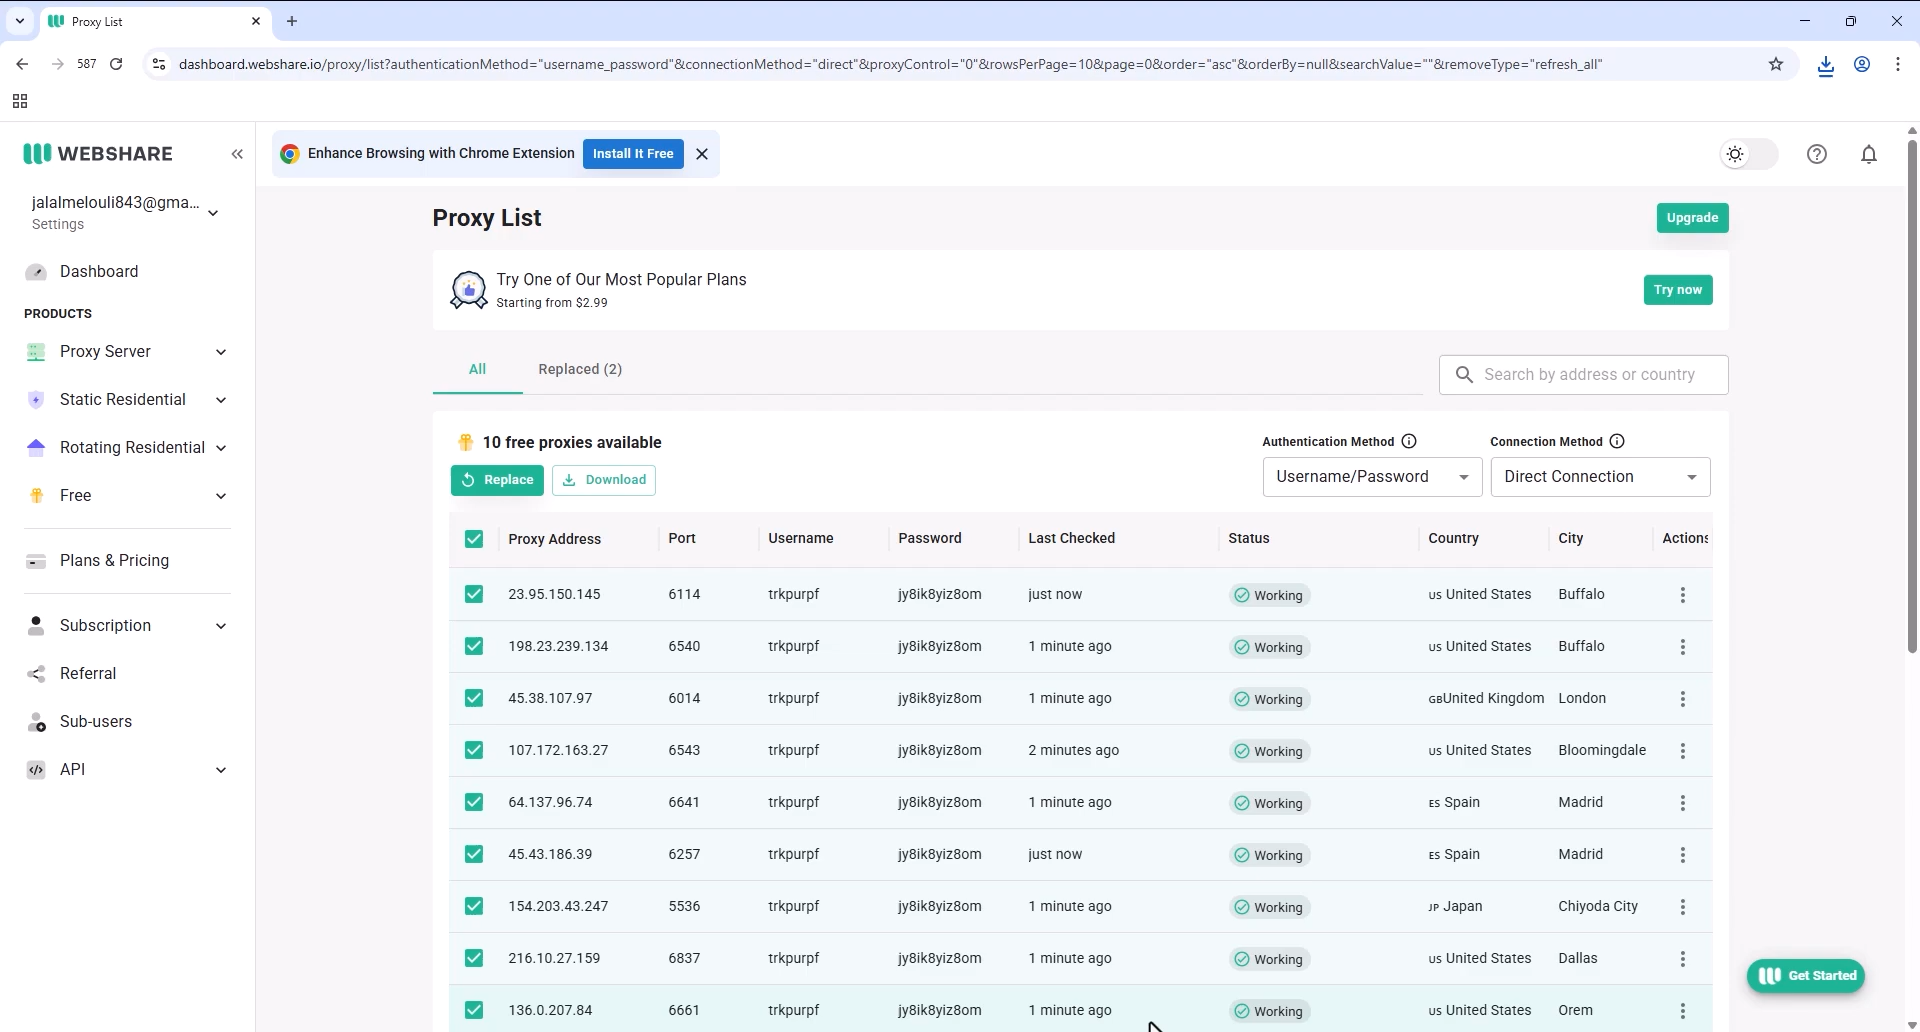 Proxy List
587
dashboard.webshare.io/proxy/list?authenticationMethod="username_password"&connectionMethod="direct"&proxyControl="0"&rowsPerPage=10&page=0&order="asc"&orderBy=null&searchValue=""&removeType="refresh_all"
WEBSHARE
Enhance Browsing with Chrome Extension
Install It Free
jalalmelouli843@gma...
Settings
Dashboard
PRODUCTS
Proxy Server
Static Residential
Rotating Residential
Free
Plans & Pricing
Subscription
Referral
Sub-users
API
Proxy List
Upgrade
Try One of Our Most Popular Plans
Starting from $2.99
Try now
All
Replaced (2)
Search by address or country
10 free proxies available
Replace
Download
Authentication Method
Username/Password
Connection Method
Direct Connection
Proxy Address Port Username Password Last Checked Status Country City Actions
23.95.150.145 6114 trkpurpf jy8ik8yiz8om just now Working US United States Buffalo
198.23.239.134 6540 trkpurpf jy8ik8yiz8om 1 minute ago Working US United States Buffalo
45.38.107.97 6014 trkpurpf jy8ik8yiz8om 1 minute ago Working GB United Kingdom London
107.172.163.27 6543 trkpurpf jy8ik8yiz8om 2 minutes ago Working US United States Bloomingdale
64.137.96.74 6641 trkpurpf jy8ik8yiz8om 1 minute ago Working ES Spain Madrid
45.43.186.39 6257 trkpurpf jy8ik8yiz8om just now Working ES Spain Madrid
154.203.43.247 5536 trkpurpf jy8ik8yiz8om 1 minute ago Working JP Japan Chiyoda City
216.10.27.159 6837 trkpurpf jy8ik8yiz8om 1 minute ago Working US United States Dallas
136.0.207.84 6661 trkpurpf jy8ik8yiz8om 1 minute ago Working US United States Orem
Get Started